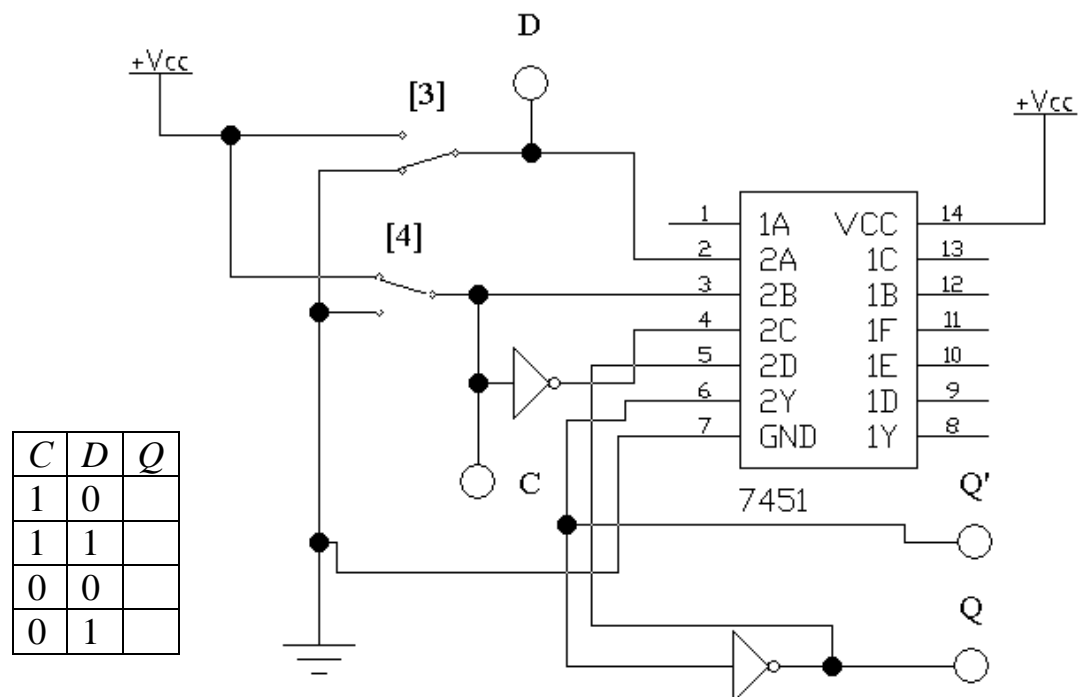 D
+Vcc
[3]
+Vcc
[4]
1 1A VCC 14
2 2A 1C 13
3 2B 1B 12
4 2C 1F 11
5 2D 1E 10
6 2Y 1D 9
7 GND 1Y 8
C
7451
Q'
Q
C D Q
1 0
1 1
0 0
0 1